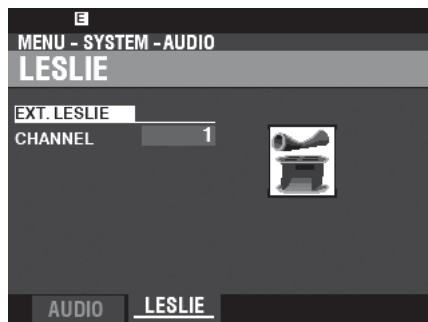 E
MENU - SYSTEM - AUDIO
LESLIE
EXT. LESLIE
CHANNEL 1
AUDIO LESLIE